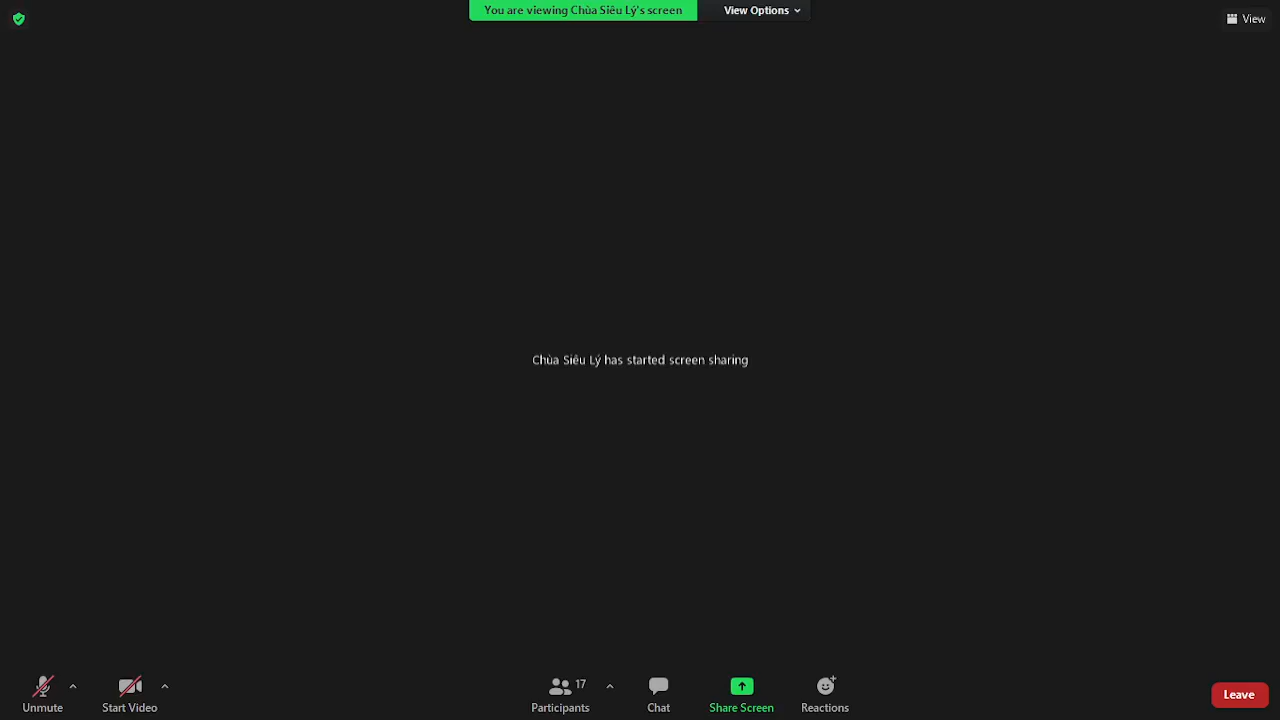 You are viewing Chùa Siêu Lý's screen
View Options
View
Chùa Siêu Lý has started screen sharing
Unmute
Start Video
17
Participants
Chat
Share Screen
Reactions
Leave